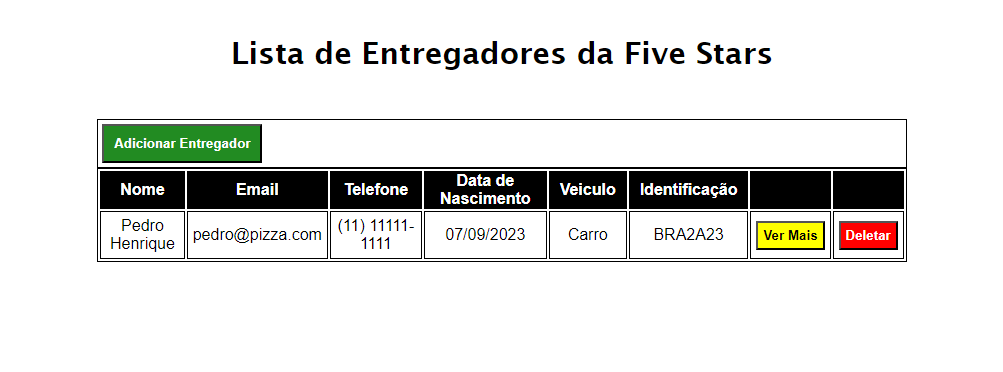 Lista de Entregadores da Five Stars
Adicionar Entregador
Nome Email Telefone Data de Nascimento Veiculo Identificação
Pedro Henrique pedro@pizza.com (11) 11111-1111 07/09/2023 Carro BRA2A23 Ver Mais Deletar